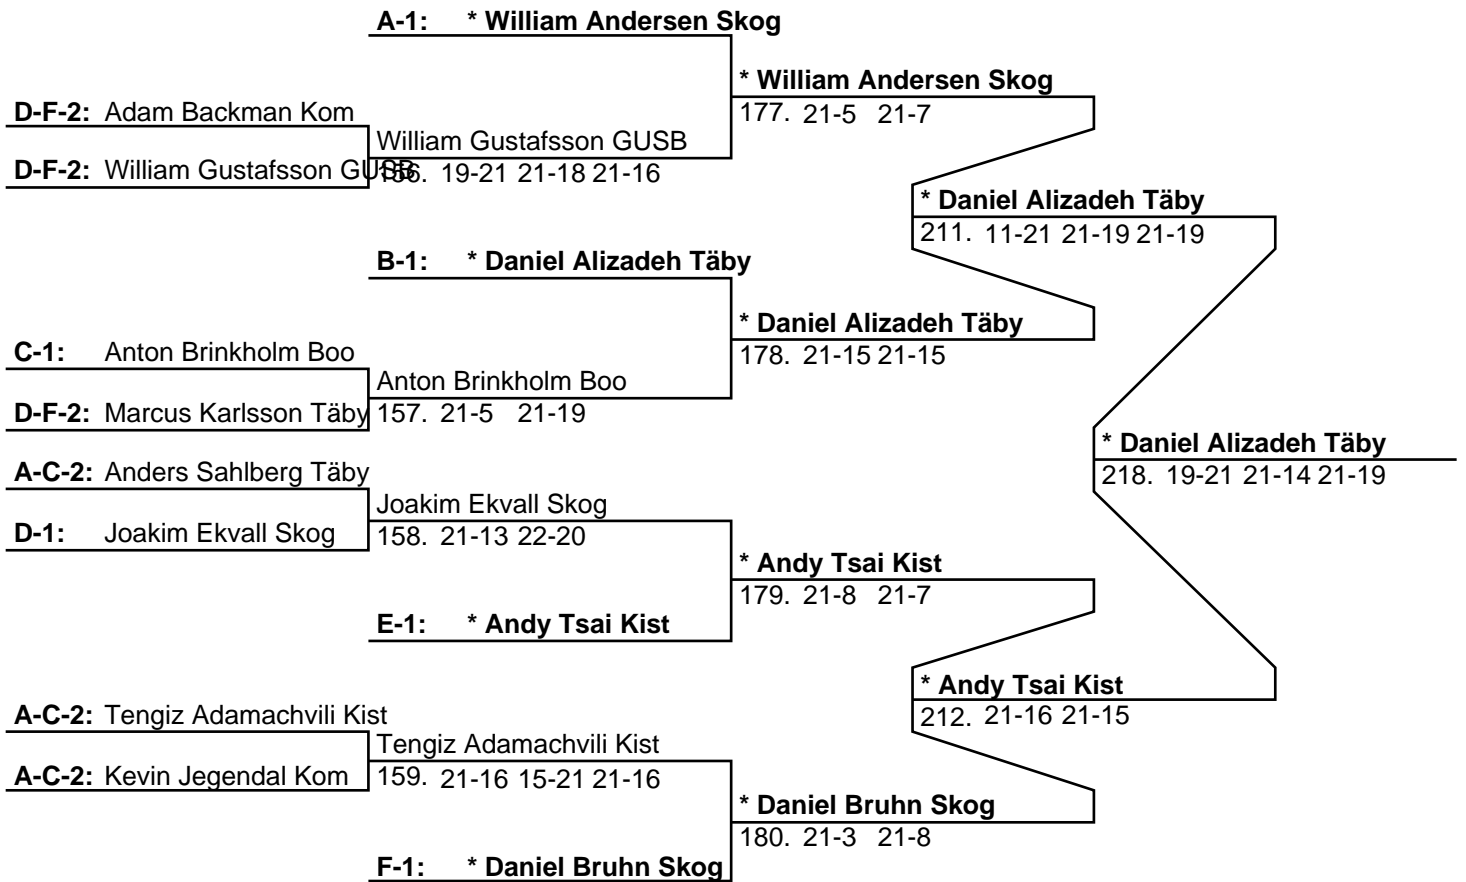 A-1: * William Andersen Skog
* William Andersen Skog
177. 21-5 21-7
D-F-2: Adam Backman Kom
William Gustafsson GUSB
D-F-2: William Gustafsson GUSB
156. 19-21 21-18 21-16
* Daniel Alizadeh Täby
211. 11-21 21-19 21-19
B-1: * Daniel Alizadeh Täby
* Daniel Alizadeh Täby
178. 21-15 21-15
C-1: Anton Brinkholm Boo
Anton Brinkholm Boo
D-F-2: Marcus Karlsson Täby
157. 21-5 21-19
* Daniel Alizadeh Täby
218. 19-21 21-14 21-19
A-C-2: Anders Sahlberg Täby
Joakim Ekvall Skog
D-1: Joakim Ekvall Skog
158. 21-13 22-20
* Andy Tsai Kist
179. 21-8 21-7
E-1: * Andy Tsai Kist
* Andy Tsai Kist
212. 21-16 21-15
A-C-2: Tengiz Adamachvili Kist
Tengiz Adamachvili Kist
A-C-2: Kevin Jegendal Kom
159. 21-16 15-21 21-16
* Daniel Bruhn Skog
180. 21-3 21-8
F-1: * Daniel Bruhn Skog